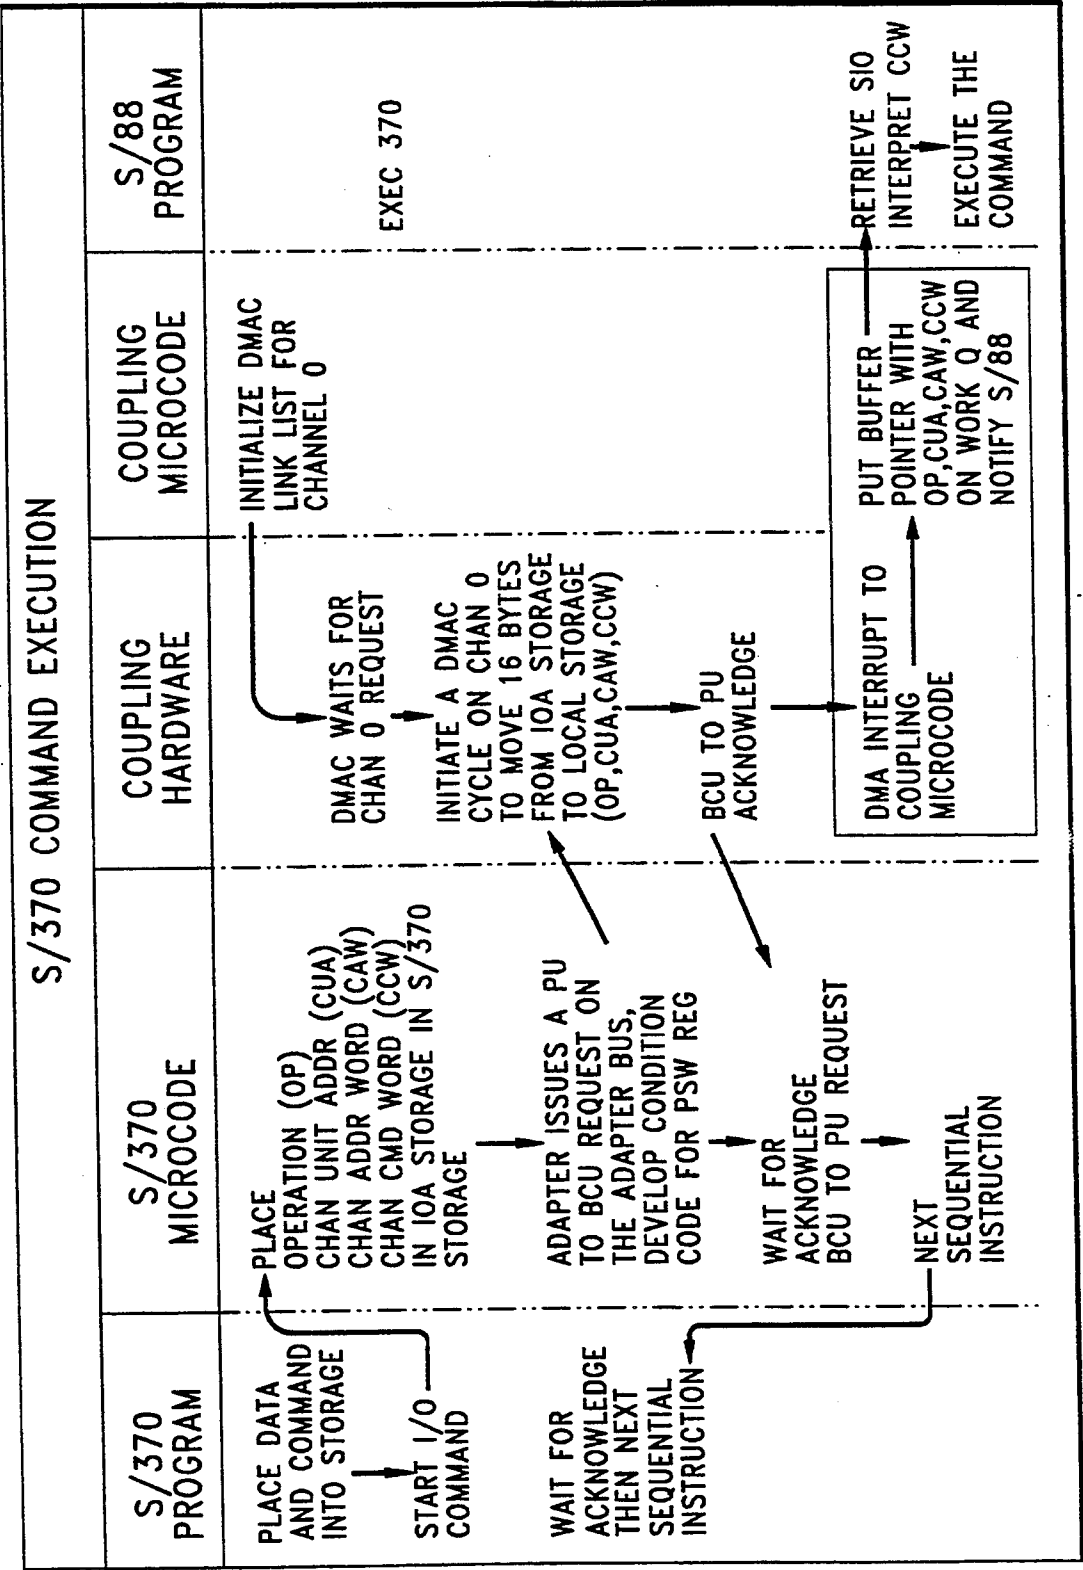 S/370 COMMAND EXECUTION
S/370
PROGRAM
S/370
MICROCODE
COUPLING
HARDWARE
COUPLING
MICROCODE
S/88
PROGRAM
PLACE DATA
AND COMMAND
INTO STORAGE
START I/O
COMMAND
WAIT FOR
ACKNOWLEDGE
THEN NEXT
SEQUENTIAL
INSTRUCTION
PLACE
OPERATION (OP)
CHAN UNIT ADDR (CUA)
CHAN ADDR WORD (CAW)
CHAN CMD WORD (CCW)
IN IOA STORAGE IN S/370
STORAGE
ADAPTER ISSUES A PU
TO BCU REQUEST ON
THE ADAPTER BUS,
DEVELOP CONDITION
CODE FOR PSW REG
WAIT FOR
ACKNOWLEDGE
BCU TO PU REQUEST
NEXT
SEQUENTIAL
INSTRUCTION
DMAC WAITS FOR
CHAN 0 REQUEST
INITIATE A DMAC
CYCLE ON CHAN 0
TO MOVE 16 BYTES
FROM IOA STORAGE
TO LOCAL STORAGE
(OP,CUA,CAW,CCW)
BCU TO PU
ACKNOWLEDGE
DMA INTERRUPT TO
COUPLING
MICROCODE
INITIALIZE DMAC
LINK LIST FOR
CHANNEL 0
PUT BUFFER
POINTER WITH
OP,CUA,CAW,CCW
ON WORK Q AND
NOTIFY S/88
EXEC 370
RETRIEVE SIO
INTERPRET CCW
EXECUTE THE
COMMAND